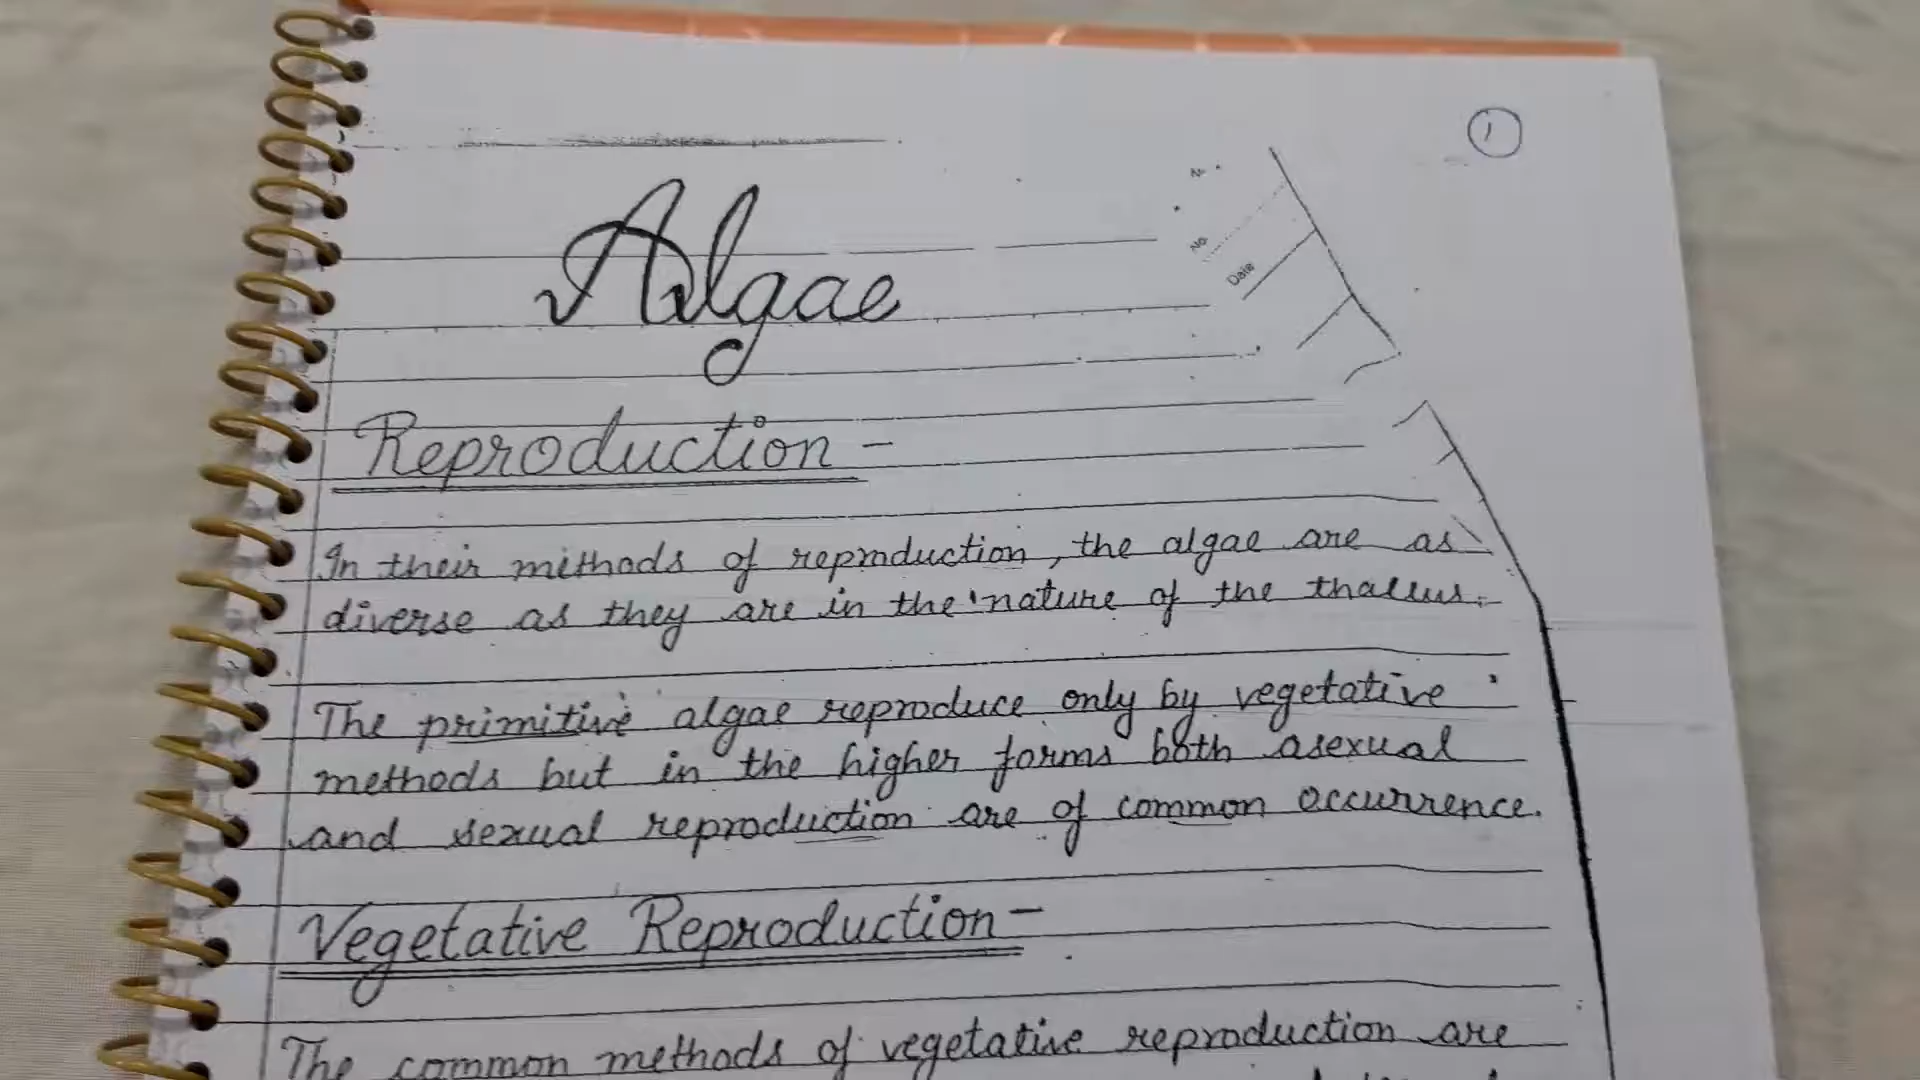 1
No.
Date
Algae
Reproduction -
In their methods of reproduction, the algae are as
diverse as they are in the nature of the thallus.
The primitive algae reproduce only by vegetative
methods but in the higher forms both asexual
and sexual reproduction are of common occurrence.
Vegetative Reproduction -
The common methods of vegetative reproduction are